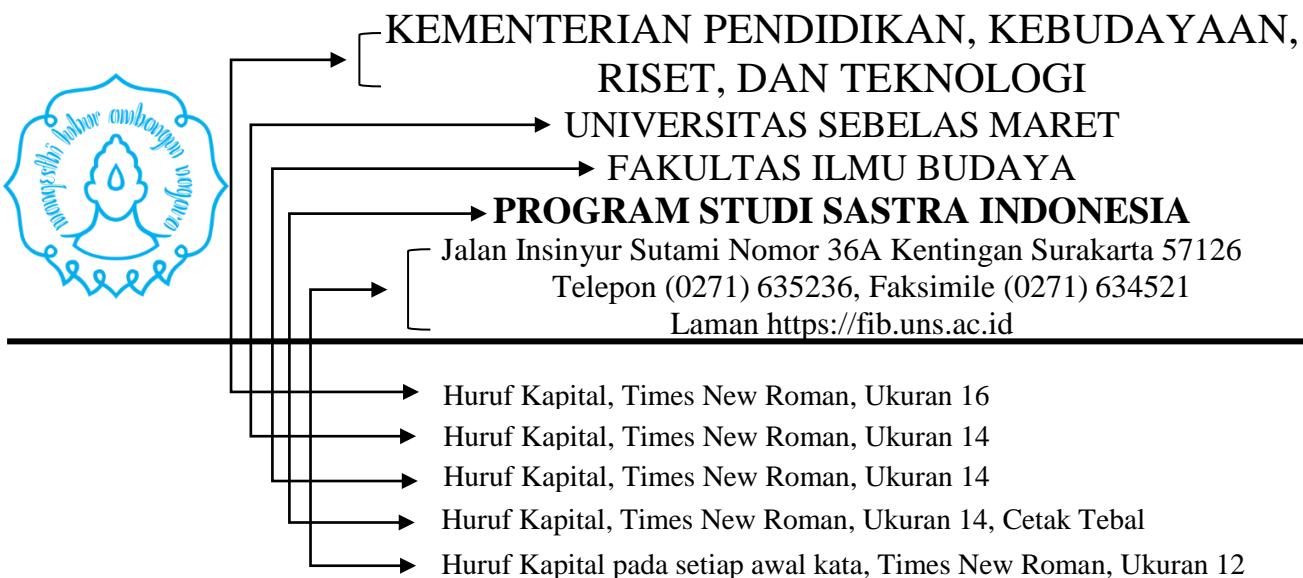 KEMENTERIAN PENDIDIKAN, KEBUDAYAAN,
RISET, DAN TEKNOLOGI
UNIVERSITAS SEBELAS MARET
FAKULTAS ILMU BUDAYA
PROGRAM STUDI SASTRA INDONESIA
Jalan Insinyur Sutami Nomor 36A Kentingan Surakarta 57126
Telepon (0271) 635236, Faksimile (0271) 634521
Laman https://fib.uns.ac.id
Huruf Kapital, Times New Roman, Ukuran 16
Huruf Kapital, Times New Roman, Ukuran 14
Huruf Kapital, Times New Roman, Ukuran 14
Huruf Kapital, Times New Roman, Ukuran 14, Cetak Tebal
Huruf Kapital pada setiap awal kata, Times New Roman, Ukuran 12